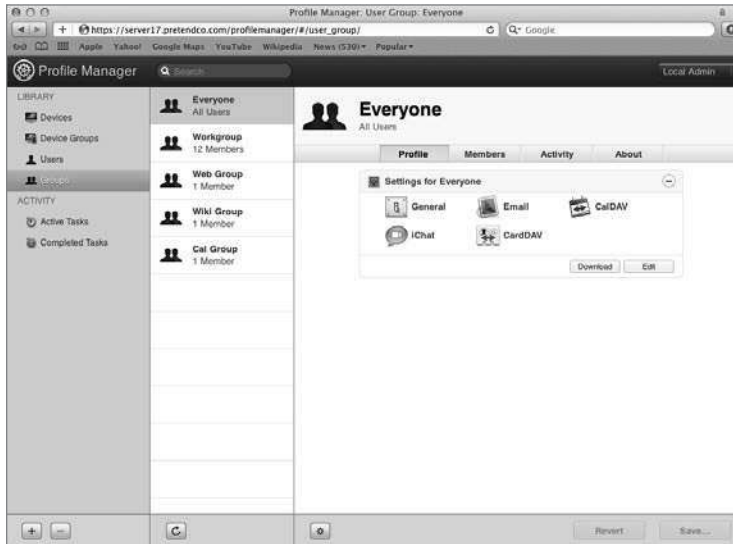 Profile Manager: User Group: Everyone
https://server17.pretendco.com/profilemanager/#/user_group/
Google
Apple Yahoo! Google Maps YouTube Wikipedia News (530) Popular
Profile Manager
Search
Local Admin
LIBRARY
Devices
Device Groups
Users
Groups
ACTIVITY
Active Tasks
Completed Tasks
Everyone
All Users
Workgroup
12 Members
Web Group
1 Member
Wiki Group
1 Member
Cal Group
1 Member
Everyone
All Users
Profile Members Activity About
Settings for Everyone
General Email CalDAV
iChat CardDAV
Download Edit
Revert Save...